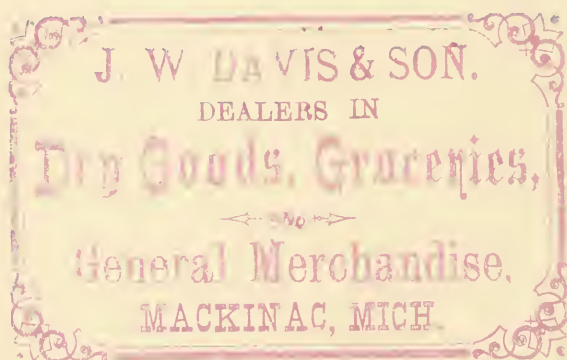 J. W. DAVIS & SON.
DEALERS IN
Dry Goods, Groceries,
AND
General Merchandise,
MACKINAC, MICH.